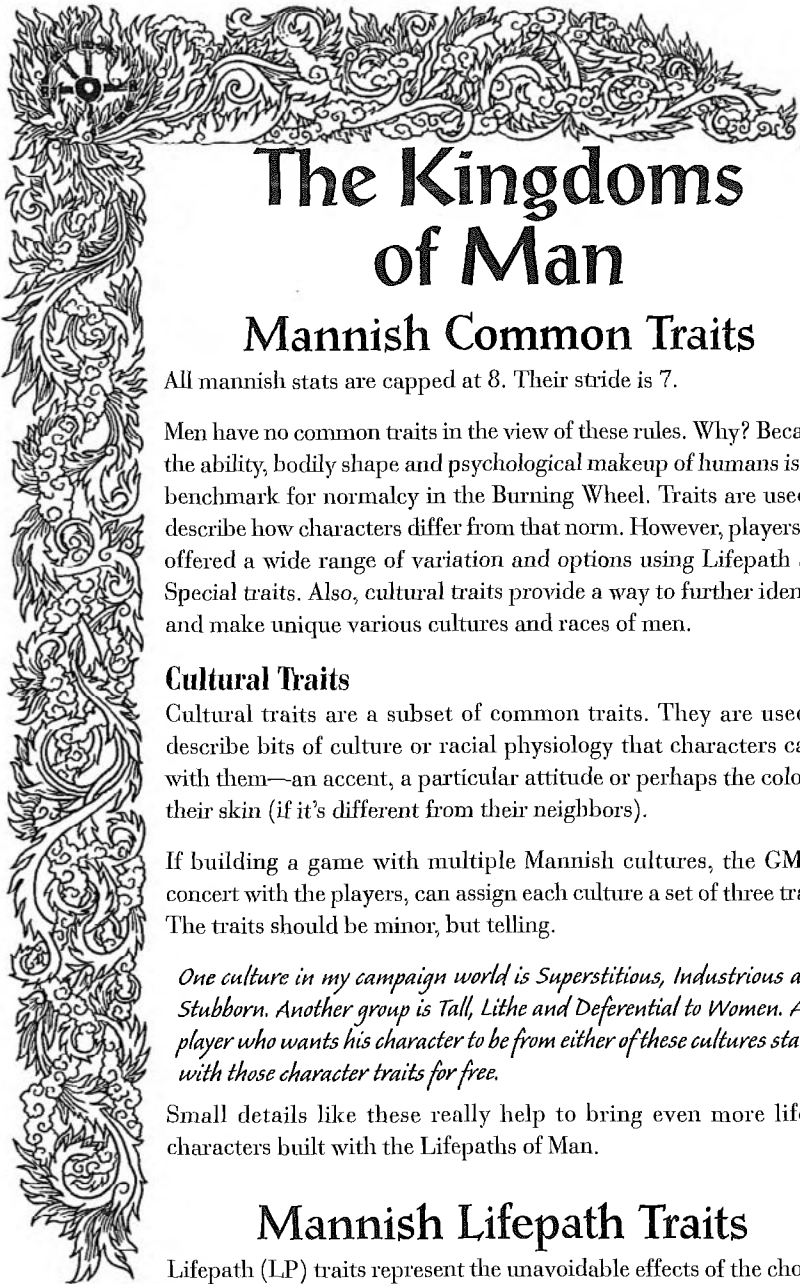 The Kingdoms
of Man
Mannish Common Traits
All mannish stats are capped at 8. Their stride is 7.
Men have no common traits in the view of these rules. Why? Beca
the ability, bodily shape and psychological makeup of humans is
benchmark for normalcy in the Burning Wheel. Traits are use
describe how characters differ from that norm. However, players
offered a wide range of variation and options using Lifepath
Special traits. Also, cultural traits provide a way to further iden
and make unique various cultures and races of men.
Cultural Traits
Cultural traits are a subset of common traits. They are use
describe bits of culture or racial physiology that characters ca
with them—an accent, a particular attitude or perhaps the colo
their skin (if it's different from their neighbors).
If building a game with multiple Mannish cultures, the GM
concert with the players, can assign each culture a set of three tra
The traits should be minor, but telling.
One culture in my campaign world is Superstitious, Industrious a
Stubborn. Another group is Tall, Lithe and Deferential to Women. A
player who wants his character to be from either of these cultures sta
with those character traits for free.
Small details like these really help to bring even more life
characters built with the Lifepaths of Man.
Mannish Lifepath Traits
Lifepath (LP) traits represent the unavoidable effects of the cho